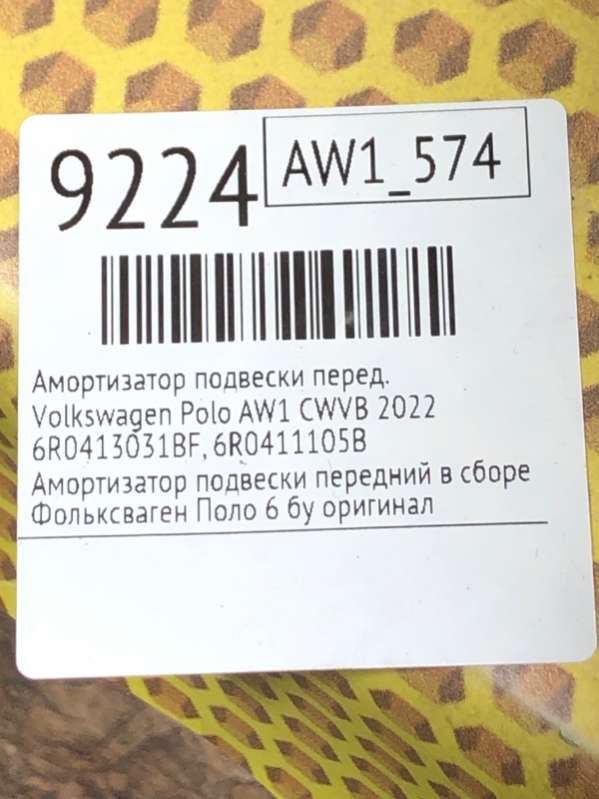 9224
AW1_574
Амортизатор подвески перед.
Volkswagen Polo AW1 CWVB 2022
6R0413031BF, 6R0411105B
Амортизатор подвески передний в сборе
Фольксваген Поло 6 бу оригинал